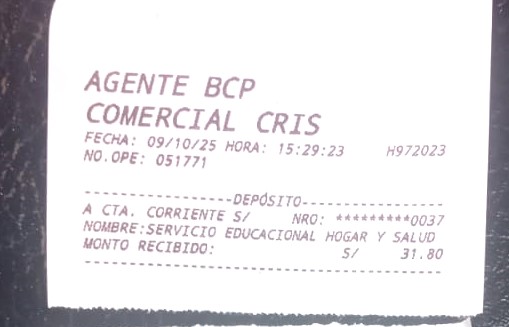 AGENTE BCP
COMERCIAL CRIS
FECHA: 09/10/25 HORA: 15:29:23 H972023
NO.OPE: 051771
-----------------DEPÓSITO-----------------
A CTA. CORRIENTE S/ NRO: *********0037
NOMBRE:SERVICIO EDUCACIONAL HOGAR Y SALUD
MONTO RECIBIDO: S/ 31.80
------------------------------------------